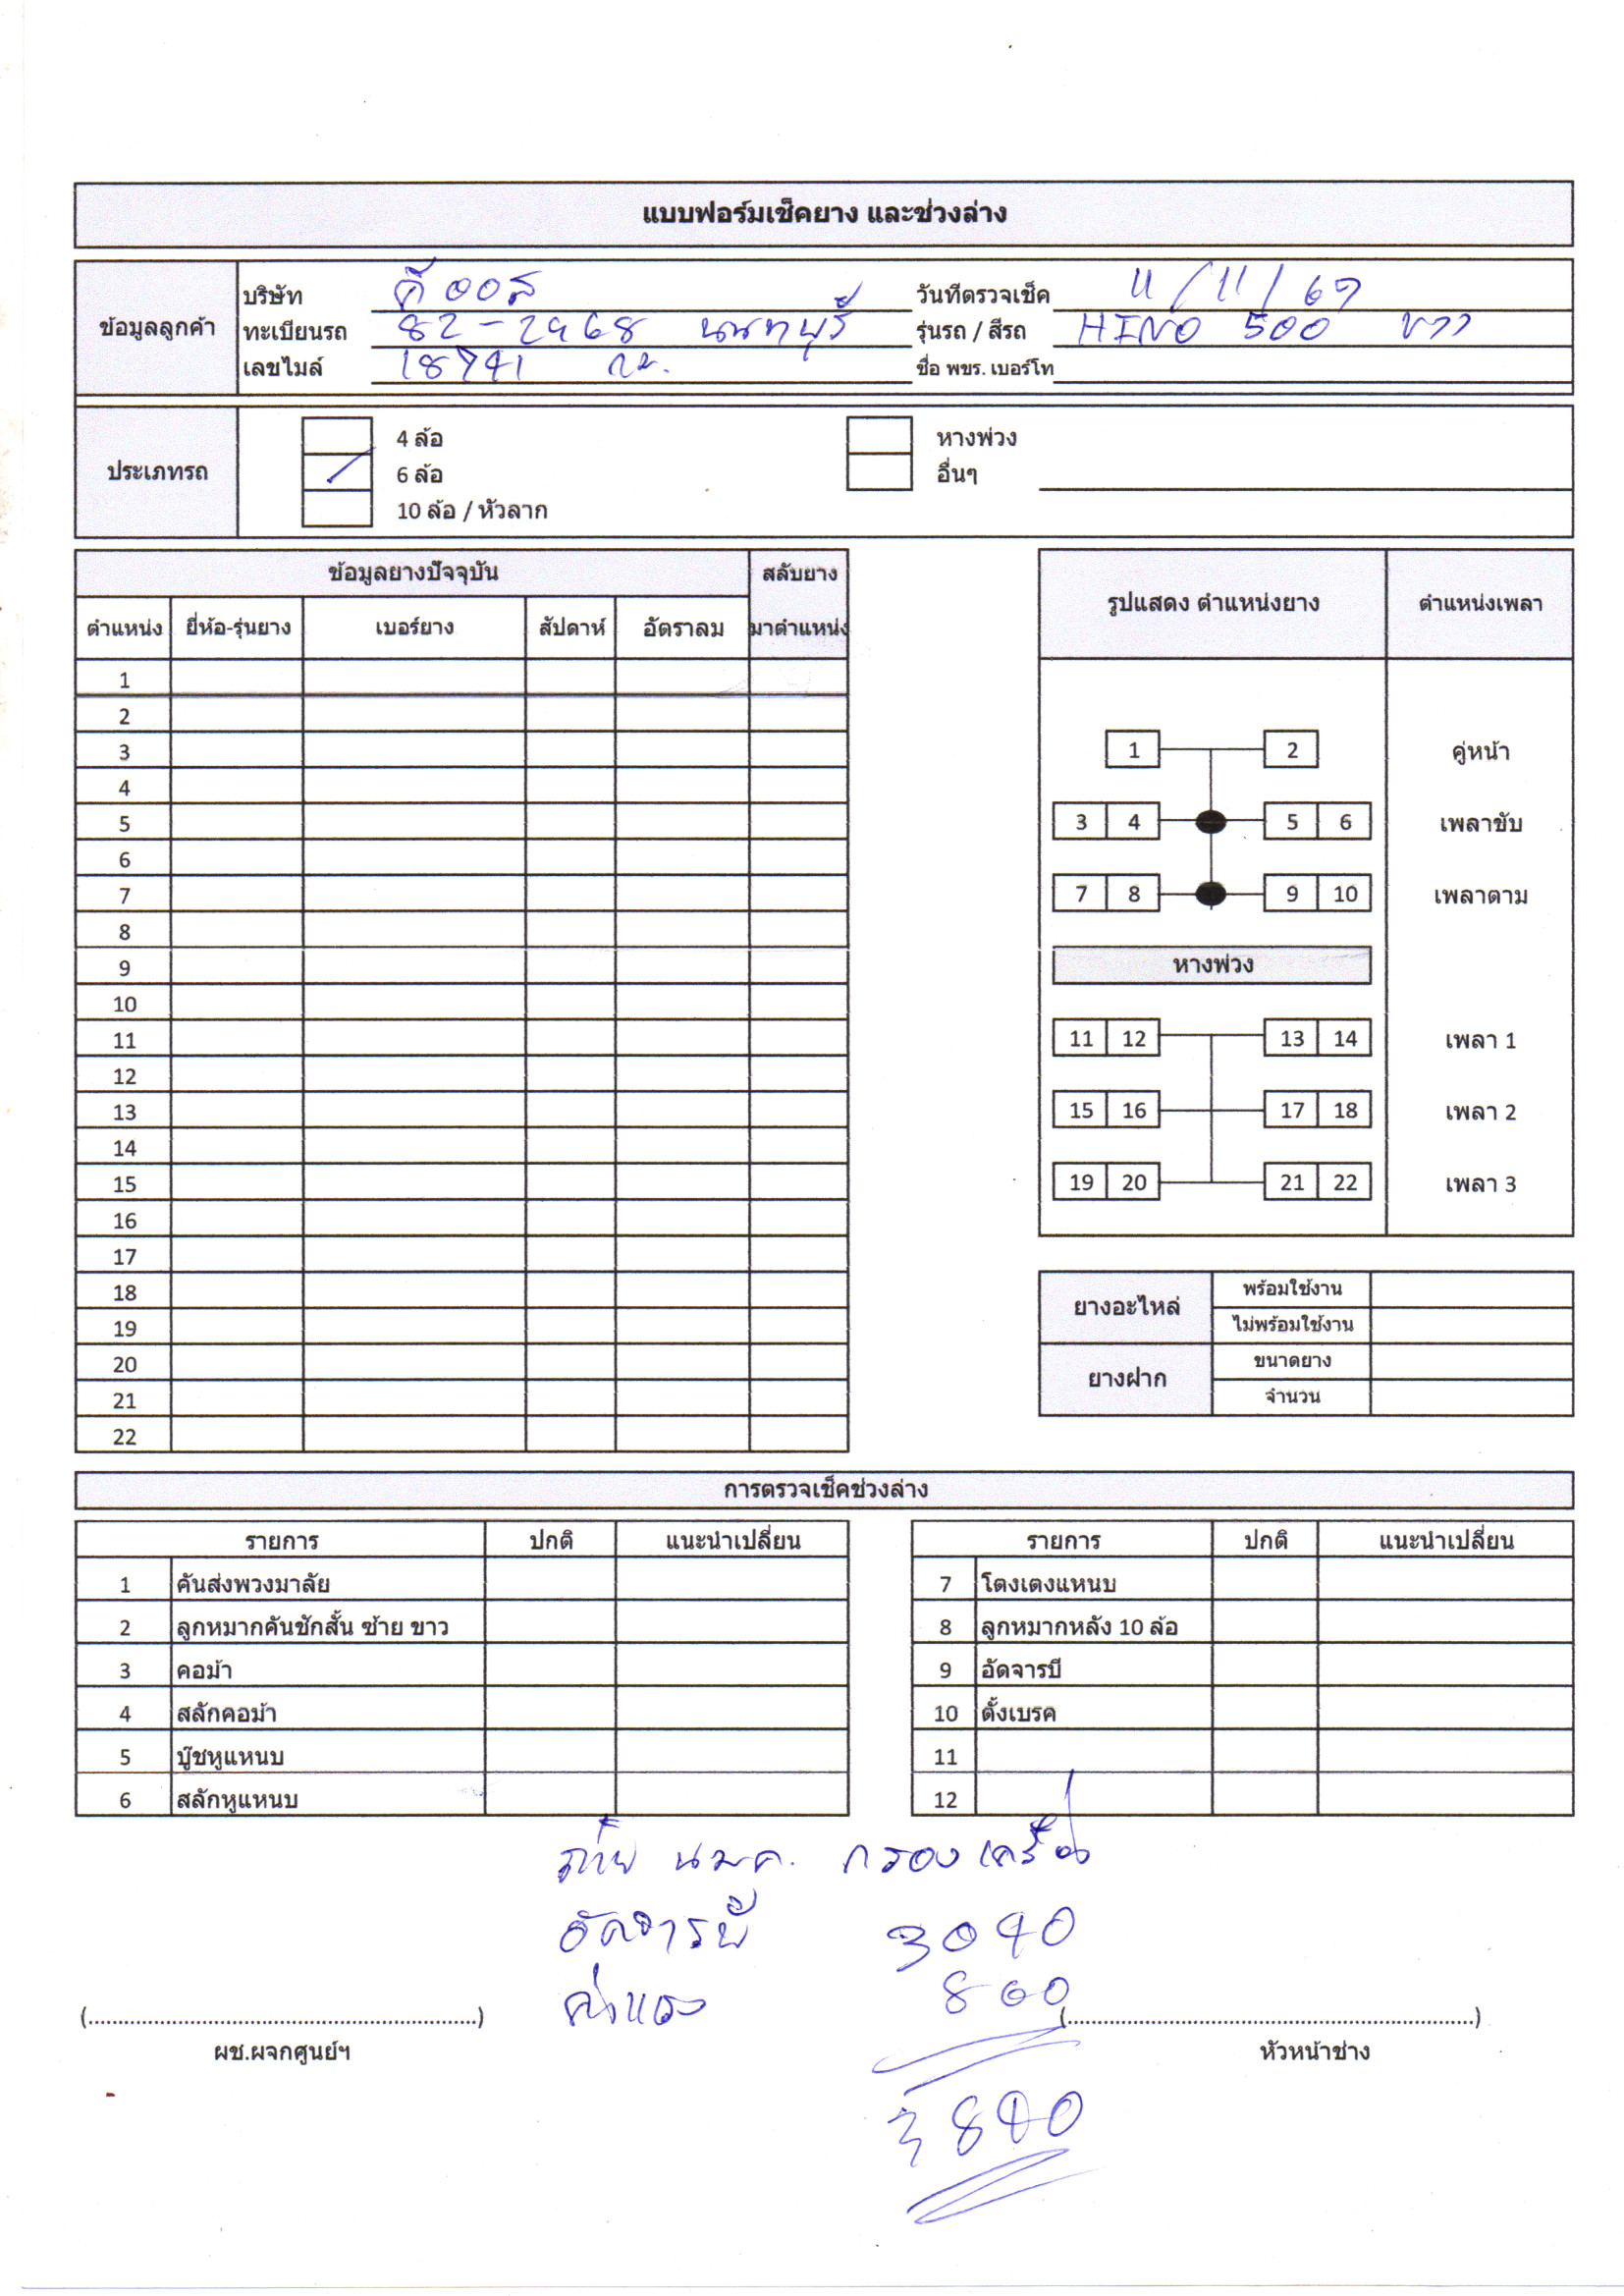 แบบฟอร์มเช็คยาง และช่วงล่าง
ข้อมูลลูกค้า
บริษัท
วันที่ตรวจเช็ค 11/11/67
ทะเบียนรถ 82-2968 นนทบุรี
รุ่นรถ / สีรถ HINO 500 ขาว
เลขไมล์ 18741 กม.
ชื่อ พขร. เบอร์โท
ประเภทรถ
4 ล้อ
หางพ่วง
6 ล้อ
อื่นๆ
10 ล้อ / หัวลาก
ข้อมูลยางปัจจุบัน สลับยาง
ตำแหน่ง ยี่ห้อ-รุ่นยาง เบอร์ยาง สัปดาห์ อัตราลม มาตำแหน่ง
1
2
3
4
5
6
7
8
9
10
11
12
13
14
15
16
17
18
19
20
21
22
รูปแสดง ตำแหน่งยาง ตำแหน่งเพลา
1 2 คู่หน้า
3 4 5 6 เพลาขับ
7 8 9 10 เพลาตาม
หางพ่วง
11 12 13 14 เพลา 1
15 16 17 18 เพลา 2
19 20 21 22 เพลา 3
ยางอะไหล่ พร้อมใช้งาน
ไม่พร้อมใช้งาน
ยางฝาก ขนาดยาง
จำนวน
การตรวจเช็คช่วงล่าง
รายการ ปกติ แนะนำเปลี่ยน รายการ ปกติ แนะนำเปลี่ยน
1 คันส่งพวงมาลัย 7 โตงเตงแหนบ
2 ลูกหมากคันชักสั้น ซ้าย ขาว 8 ลูกหมากหลัง 10 ล้อ
3 คอม้า 9 อัดจารบี
4 สลักคอม้า 10 ตั้งเบรค
5 บู๊ชหูแหนบ 11
6 สลักหูแหนบ 12
ถ่าย นมค. กรองเครื่อง
อัดจารบี 3040
ค่าแรง 800
3840
(..........) (..........)
ผช.ผจกศูนย์ฯ หัวหน้าช่าง